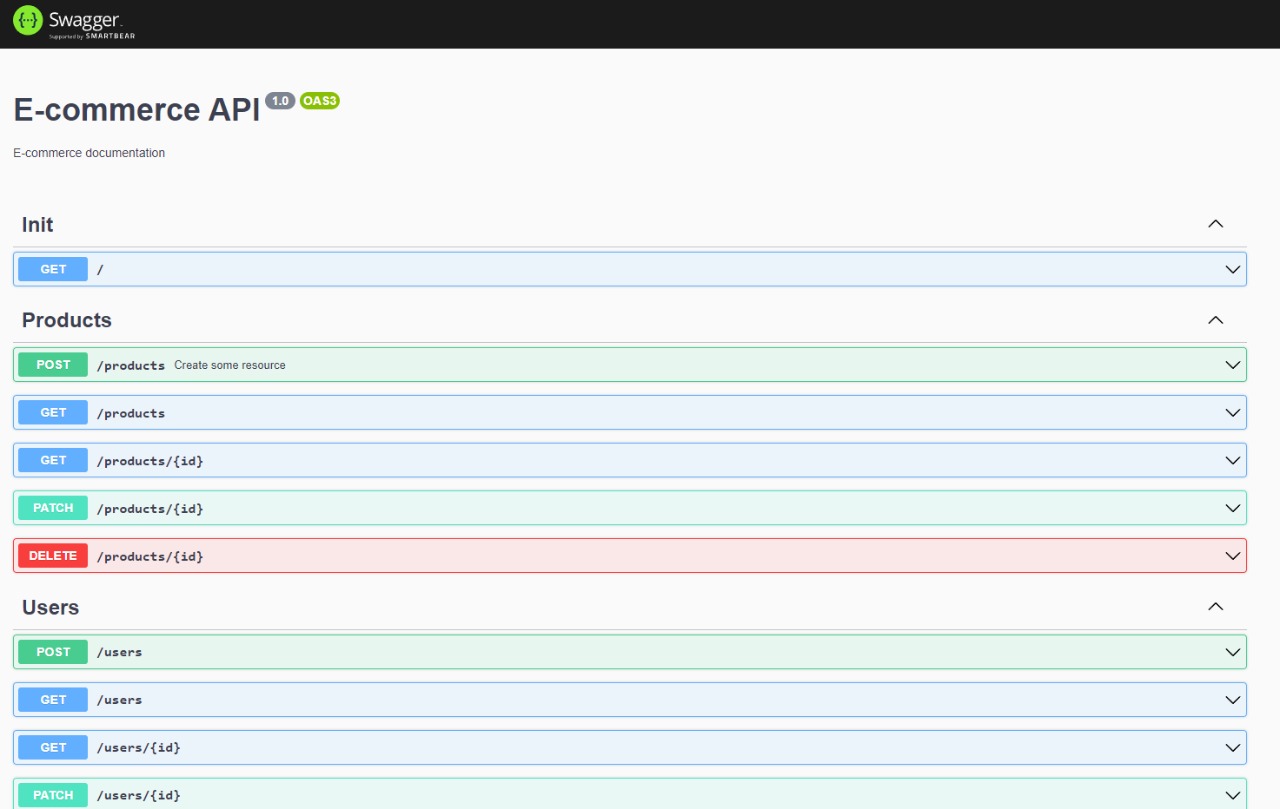 Swagger.
Supported by SMARTBEAR
E-commerce API 1.0 OAS3
E-commerce documentation
Init
GET /
Products
POST /products Create some resource
GET /products
GET /products/{id}
PATCH /products/{id}
DELETE /products/{id}
Users
POST /users
GET /users
GET /users/{id}
PATCH /users/{id}